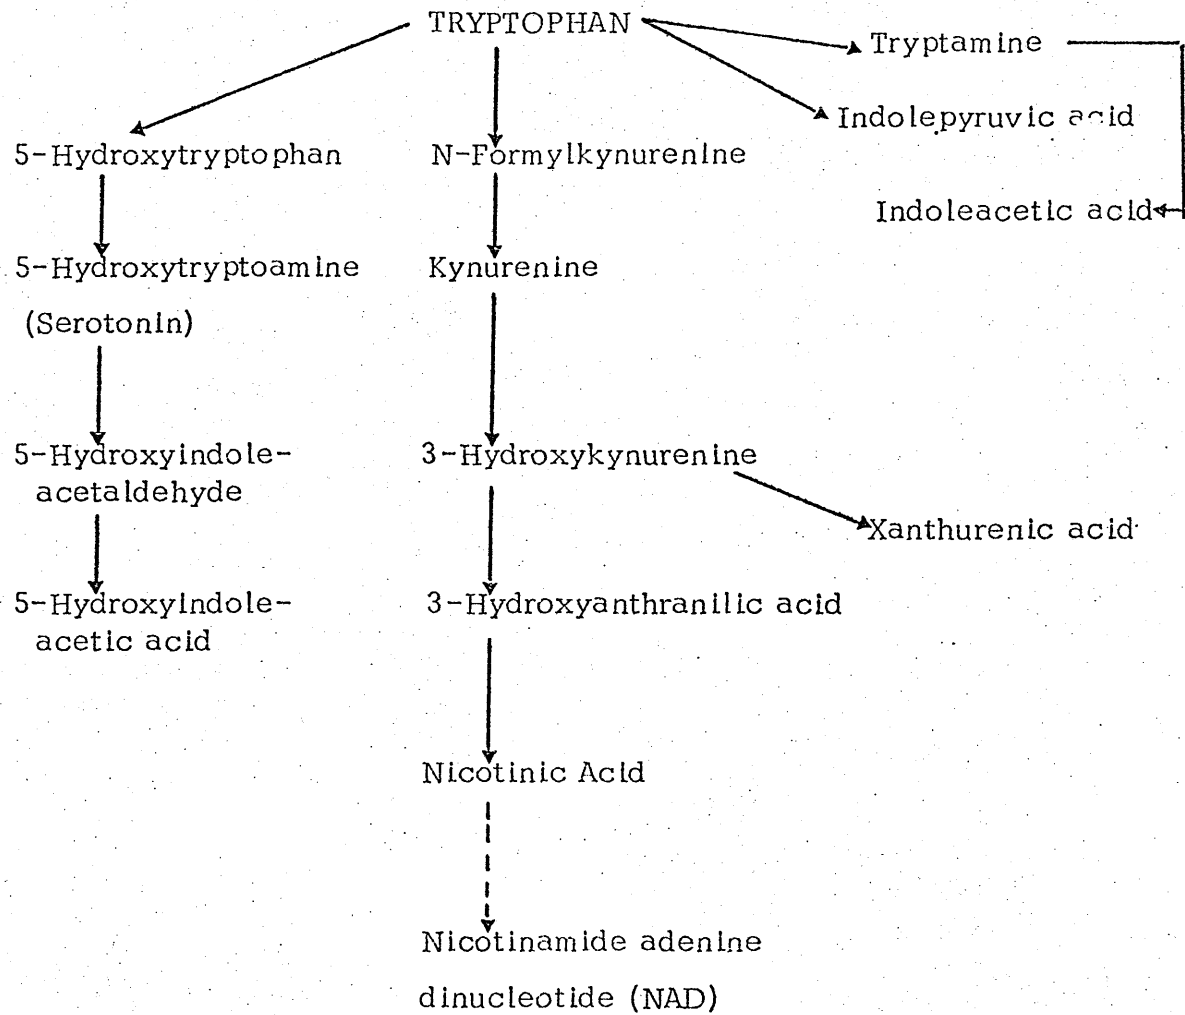 TRYPTOPHAN
Tryptamine
Indolepyruvic acid
5-Hydroxytryptophan
N-Formylkynurenine
Indoleacetic acid
5-Hydroxytryptoamine
Kynurenine
(Serotonin)
5-Hydroxyindole-
acetaldehyde
3-Hydroxykynurenine
Xanthurenic acid
5-Hydroxyindole-
acetic acid
3-Hydroxyanthranilic acid
Nicotinic Acid
Nicotinamide adenine
dinucleotide (NAD)